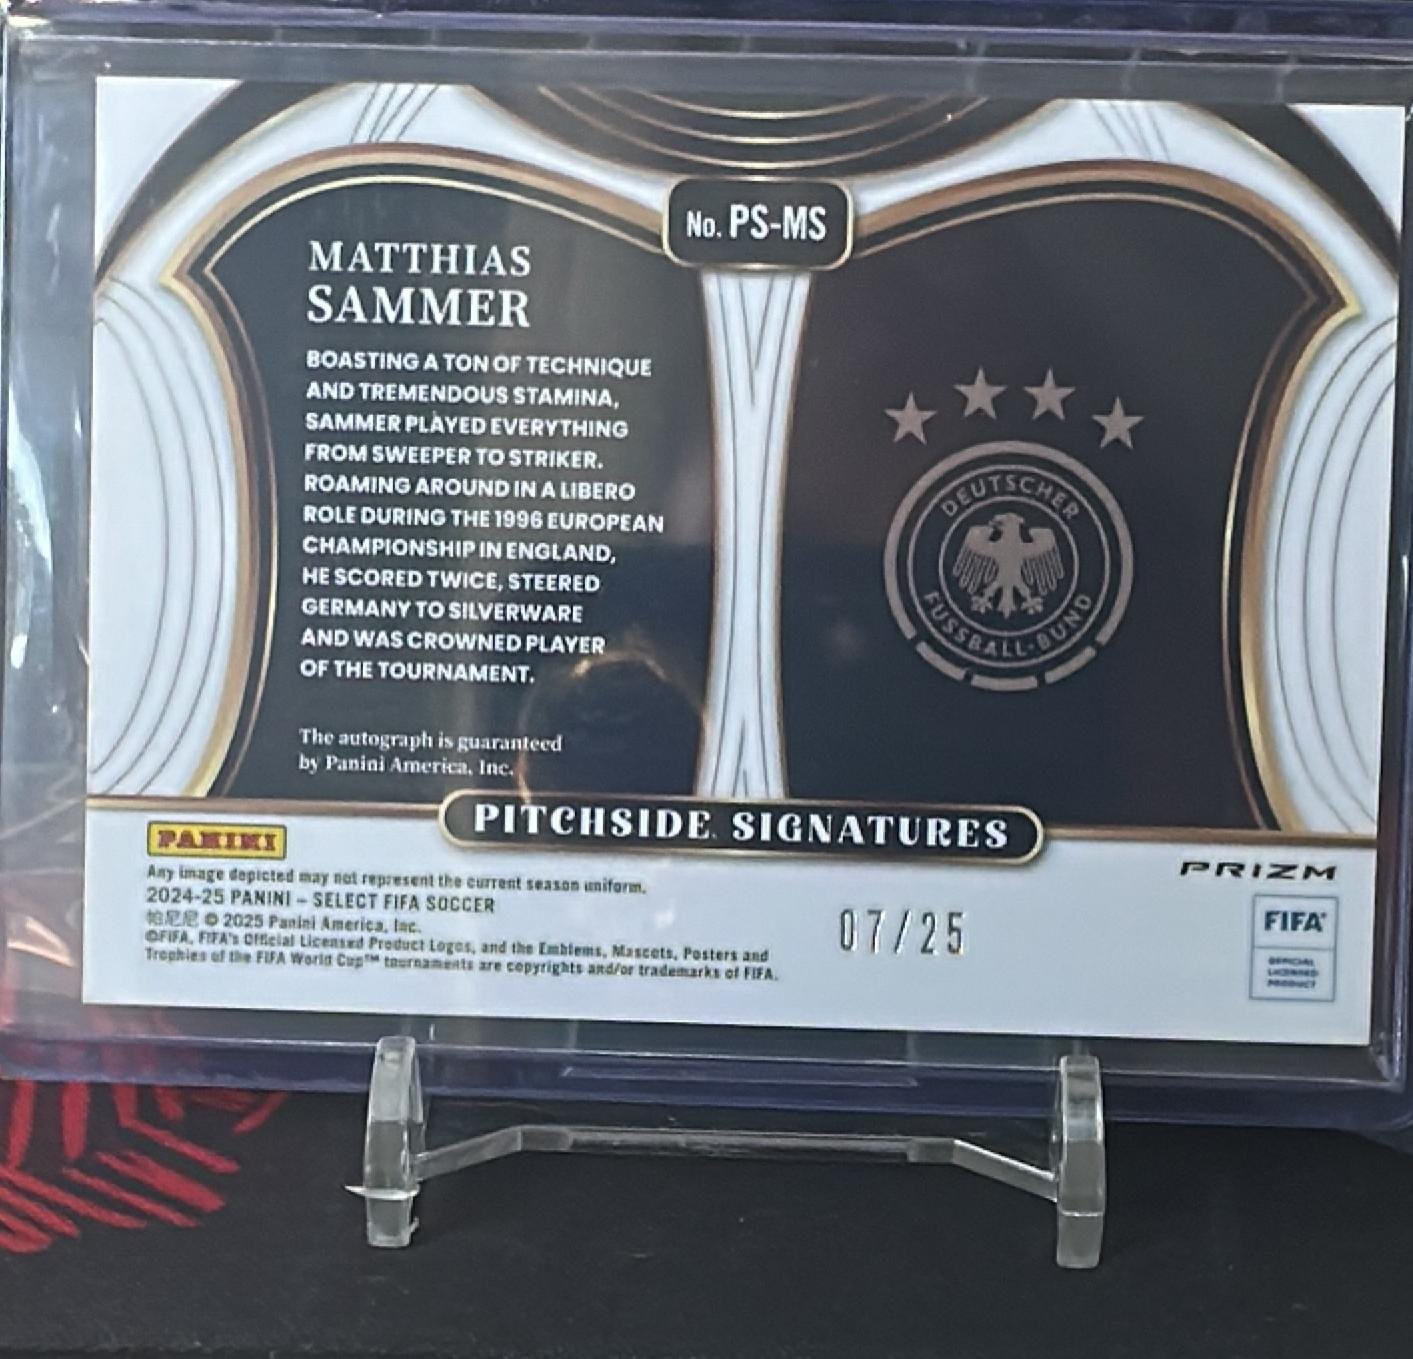 No. PS-MS
MATTHIAS
SAMMER
BOASTING A TON OF TECHNIQUE
AND TREMENDOUS STAMINA,
SAMMER PLAYED EVERYTHING
FROM SWEEPER TO STRIKER.
ROAMING AROUND IN A LIBERO
ROLE DURING THE 1996 EUROPEAN
CHAMPIONSHIP IN ENGLAND,
HE SCORED TWICE, STEERED
GERMANY TO SILVERWARE
AND WAS CROWNED PLAYER
OF THE TOURNAMENT.
The autograph is guaranteed
by Panini America, Inc.
DEUTSCHER
FUSSBALL-BUND
PITCHSIDE SIGNATURES
PANINI
Any image depicted may not represent the current season uniform.
2024-25 PANINI – SELECT FIFA SOCCER
帕尼尼 © 2025 Panini America, Inc.
©FIFA, FIFA's Official Licensed Product Logos, and the Emblems, Mascots, Posters and
Trophies of the FIFA World Cup™ tournaments are copyrights and/or trademarks of FIFA.
07/25
PRIZM
FIFA
OFFICIAL
LICENSED
PRODUCT